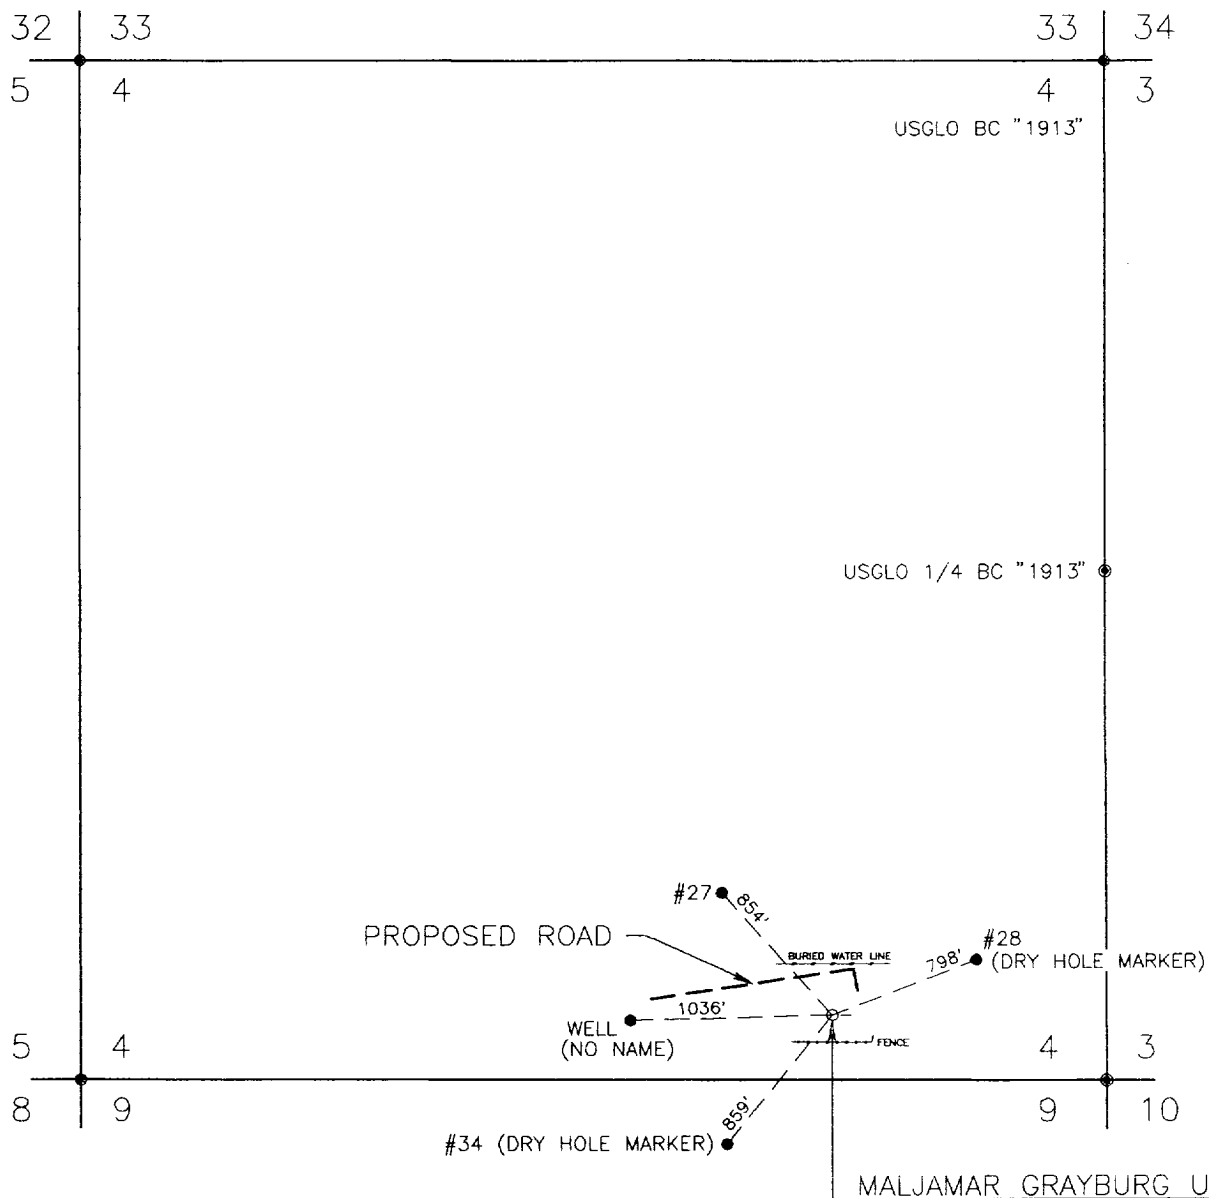 32 33 33 34
5 4 4 3
USGLO BC "1913"
USGLO 1/4 BC "1913"
#27
854'
PROPOSED ROAD
BURIED WATER LINE
798'
#28
(DRY HOLE MARKER)
1036'
WELL
(NO NAME)
FENCE
5 4 4 3
8 9 9 10
859'
#34 (DRY HOLE MARKER)
MALJAMAR GRAYBURG U